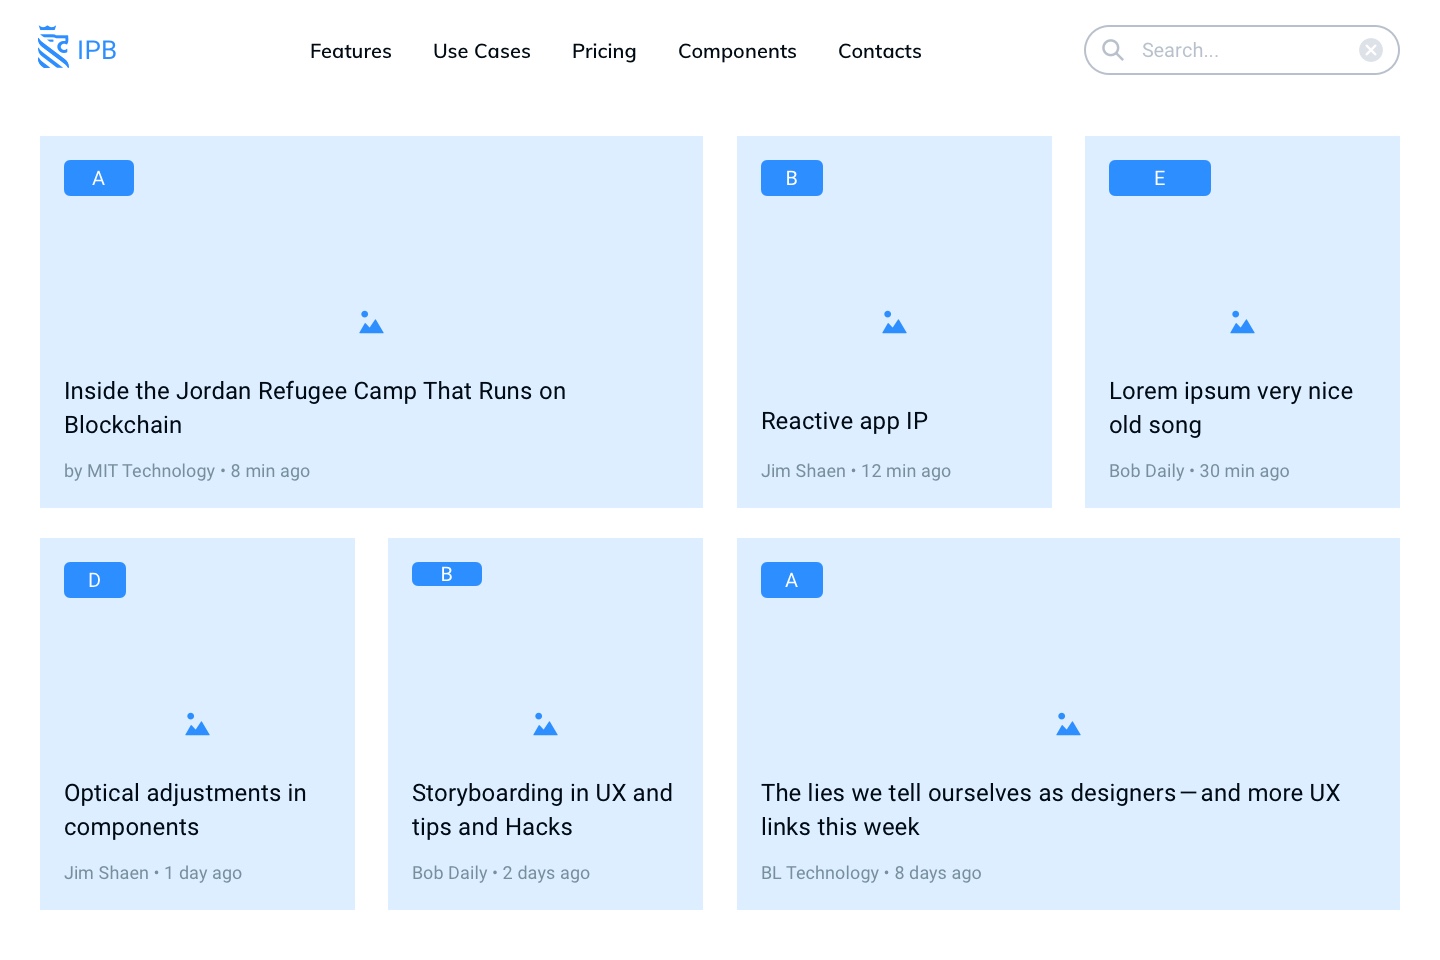 IPB
Features
Use Cases
Pricing
Components
Contacts
Search...
A
Inside the Jordan Refugee Camp That Runs on
Blockchain
by MIT Technology • 8 min ago
B
Reactive app IP
Jim Shaen • 12 min ago
E
Lorem ipsum very nice
old song
Bob Daily • 30 min ago
D
Optical adjustments in
components
Jim Shaen • 1 day ago
B
Storyboarding in UX and
tips and Hacks
Bob Daily • 2 days ago
A
The lies we tell ourselves as designers — and more UX
links this week
BL Technology • 8 days ago